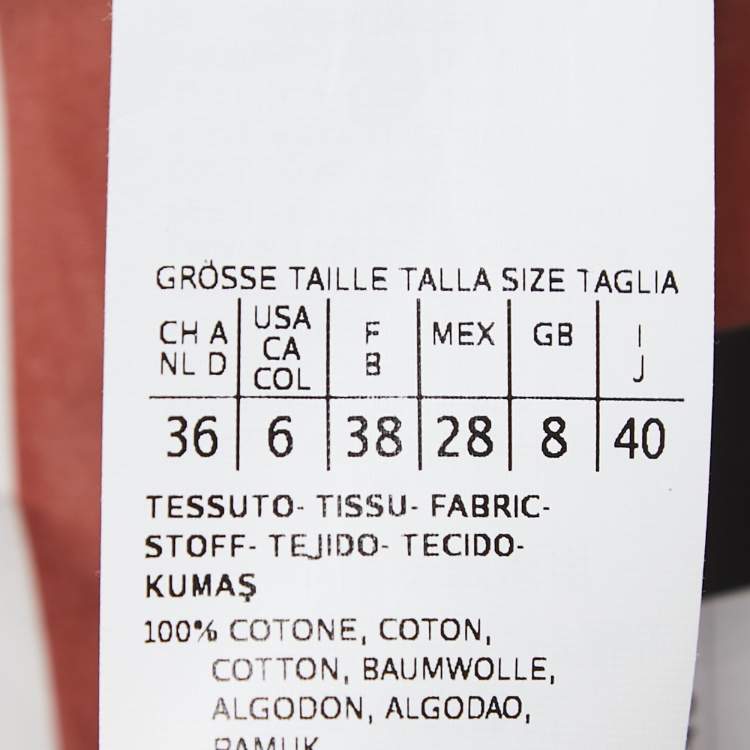 GRÖSSE TAILLE TALLA SIZE TAGLIA
CH A NL D USA CA COL F B MEX GB I J
36 6 38 28 8 40
TESSUTO- TISSU- FABRIC-
STOFF- TEJIDO- TECIDO-
KUMAŞ
100% COTONE, COTON,
COTTON, BAUMWOLLE,
ALGODON, ALGODAO,
PAMUK